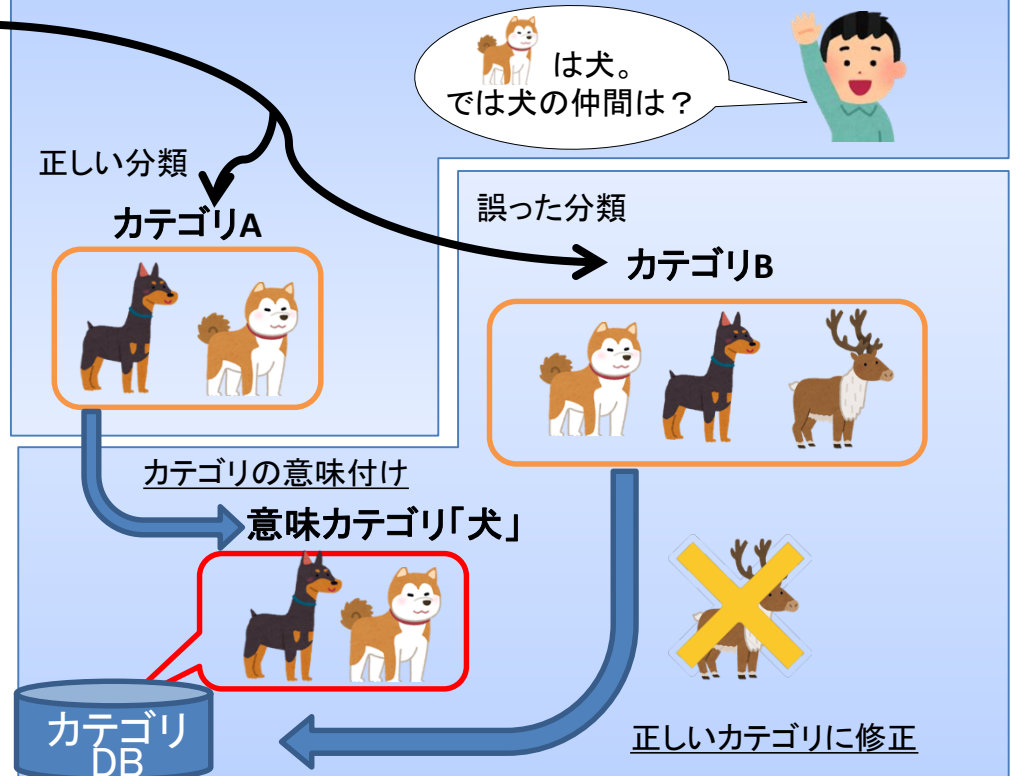 は犬。
では犬の仲間は？
正しい分類
カテゴリA
誤った分類
カテゴリB
カテゴリの意味付け
意味カテゴリ「犬」
正しいカテゴリに修正
カテゴリ
DB